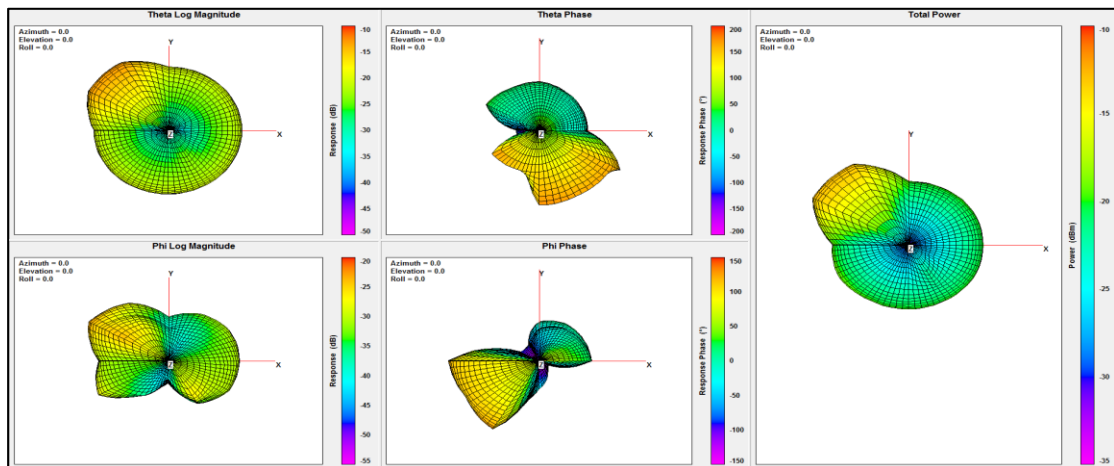 Theta Log Magnitude
Azimuth = 0.0
Elevation = 0.0
Roll = 0.0
Y
X
Z
Response (dB)
-10
-15
-20
-25
-30
-35
-40
-45
-50
Theta Phase
Azimuth = 0.0
Elevation = 0.0
Roll = 0.0
Y
X
Z
Response Phase (°)
200
150
100
50
0
-50
-100
-150
-200
Total Power
Azimuth = 0.0
Elevation = 0.0
Roll = 0.0
Y
X
Z
Power (dBm)
-10
-15
-20
-25
-30
-35
Phi Log Magnitude
Azimuth = 0.0
Elevation = 0.0
Roll = 0.0
Y
X
Z
Response (dB)
-20
-25
-30
-35
-40
-45
-50
-55
Phi Phase
Azimuth = 0.0
Elevation = 0.0
Roll = 0.0
Y
X
Z
Response Phase (°)
150
100
50
0
-50
-100
-150